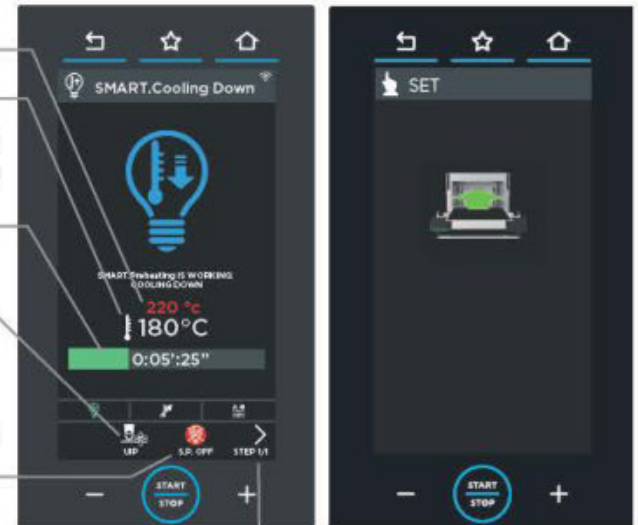 SMART.Cooling Down
SMART.Preheating IS WORKING
COOLING DOWN
220 °c
180°C
0:05':25"
UIP
S.P. OFF
STEP 1/1
START
STOP
SET
START
STOP